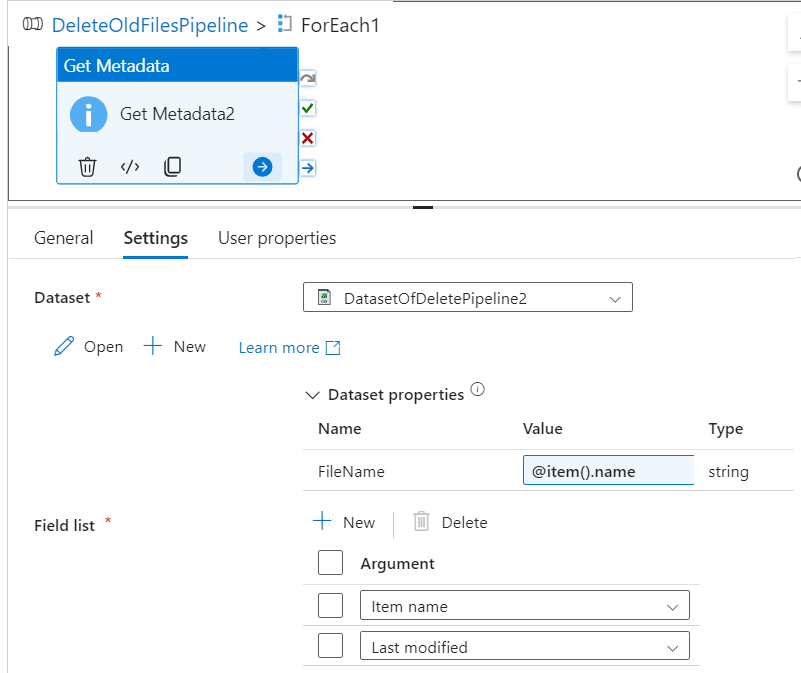 DeleteOldFilesPipeline > ForEach1
Get Metadata
Get Metadata2
General Settings User properties
Dataset *
DatasetOfDeletePipeline2
Open New Learn more
Dataset properties
Name Value Type
FileName @item().name string
Field list *
New Delete
Argument
Item name
Last modified